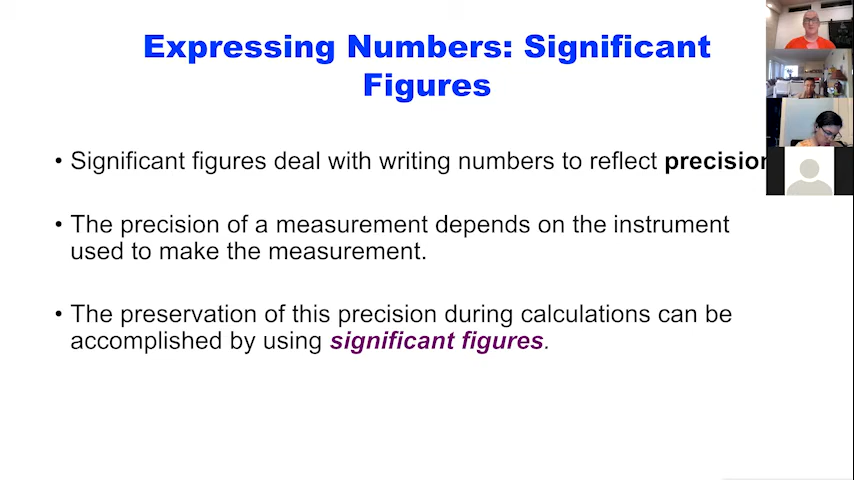 Expressing Numbers: Significant
Figures
• Significant figures deal with writing numbers to reflect precision
• The precision of a measurement depends on the instrument
used to make the measurement.
• The preservation of this precision during calculations can be
accomplished by using significant figures.